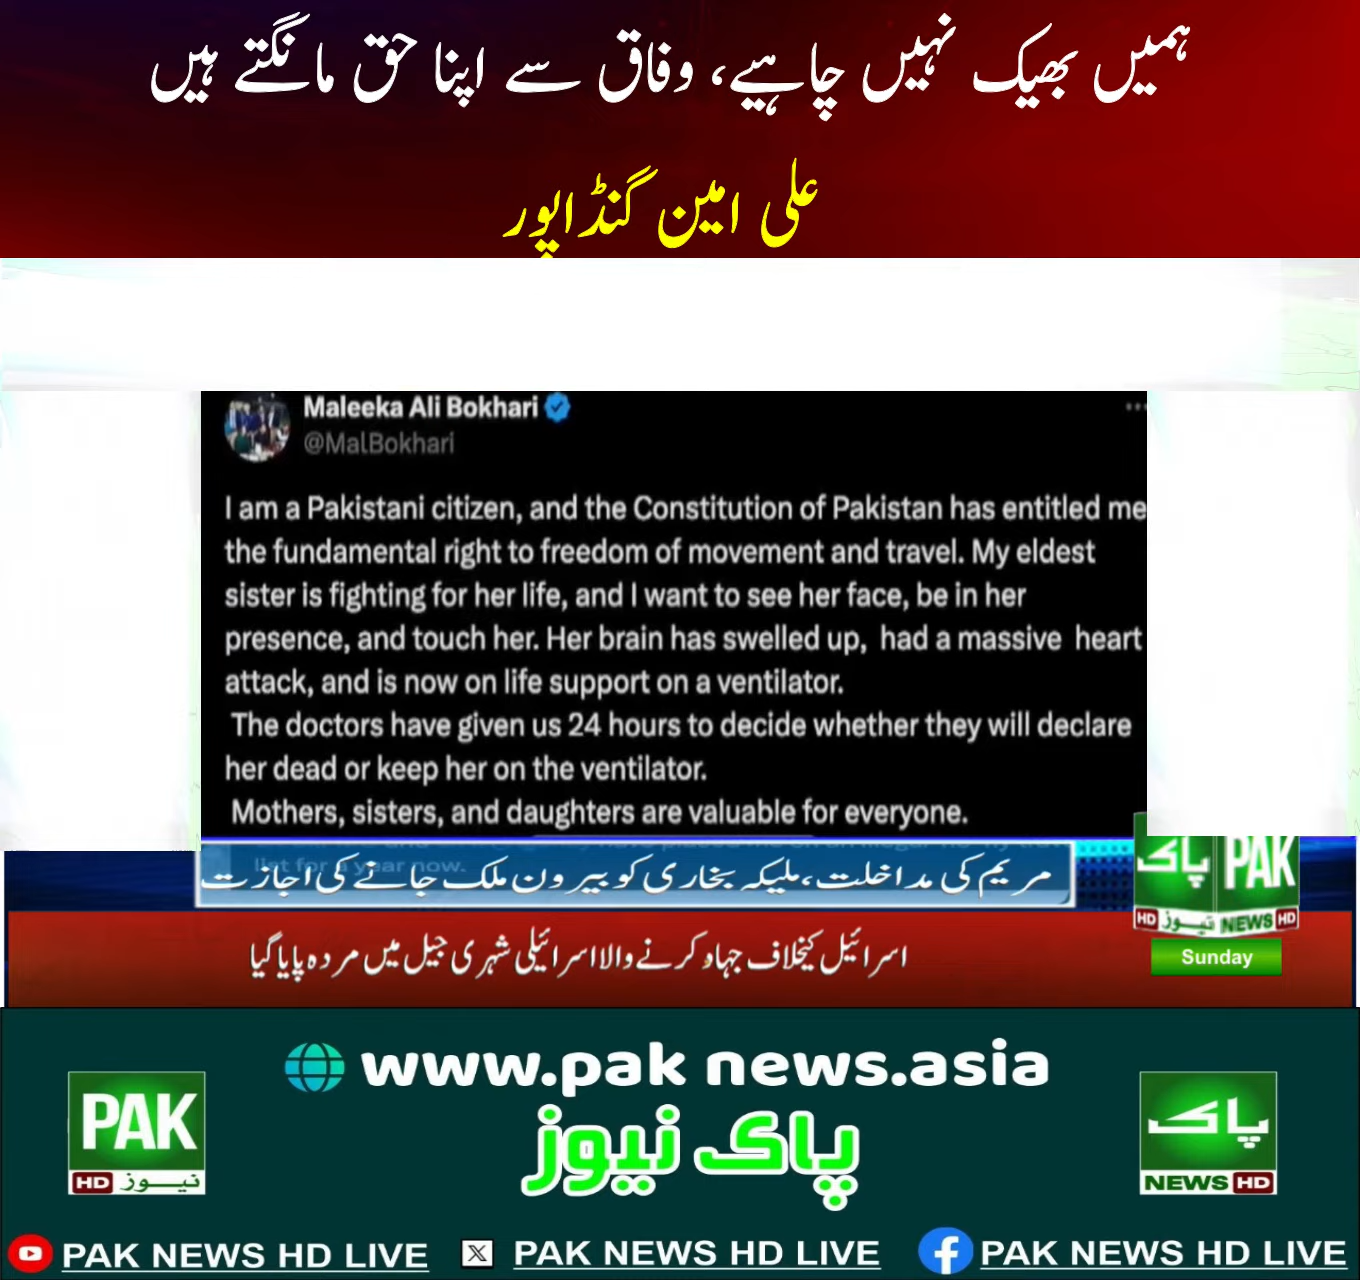 ہمیں بھیک نہیں چاہیے، وفاق سے اپنا حق مانگتے ہیں
علی امین گنڈاپور
Maleeka Ali Bokhari
@MalBokhari
I am a Pakistani citizen, and the Constitution of Pakistan has entitled me
the fundamental right to freedom of movement and travel. My eldest
sister is fighting for her life, and I want to see her face, be in her
presence, and touch her. Her brain has swelled up, had a massive heart
attack, and is now on life support on a ventilator.
The doctors have given us 24 hours to decide whether they will declare
her dead or keep her on the ventilator.
Mothers, sisters, and daughters are valuable for everyone.
list for a year now.
مریم کی مداخلت،ملیکہ بخاری کو بیرون ملک جانے کی اجازت
پاک PAK
HD نیوز NEWS HD
Sunday
اسرائیل کیخلاف جہاد کرنے والا اسرائیلی شہری جیل میں مردہ پایا گیا
www.pak news.asia
پاک نیوز
PAK
HD نیوز
پاک
NEWS HD
PAK NEWS HD LIVE
PAK NEWS HD LIVE
PAK NEWS HD LIVE